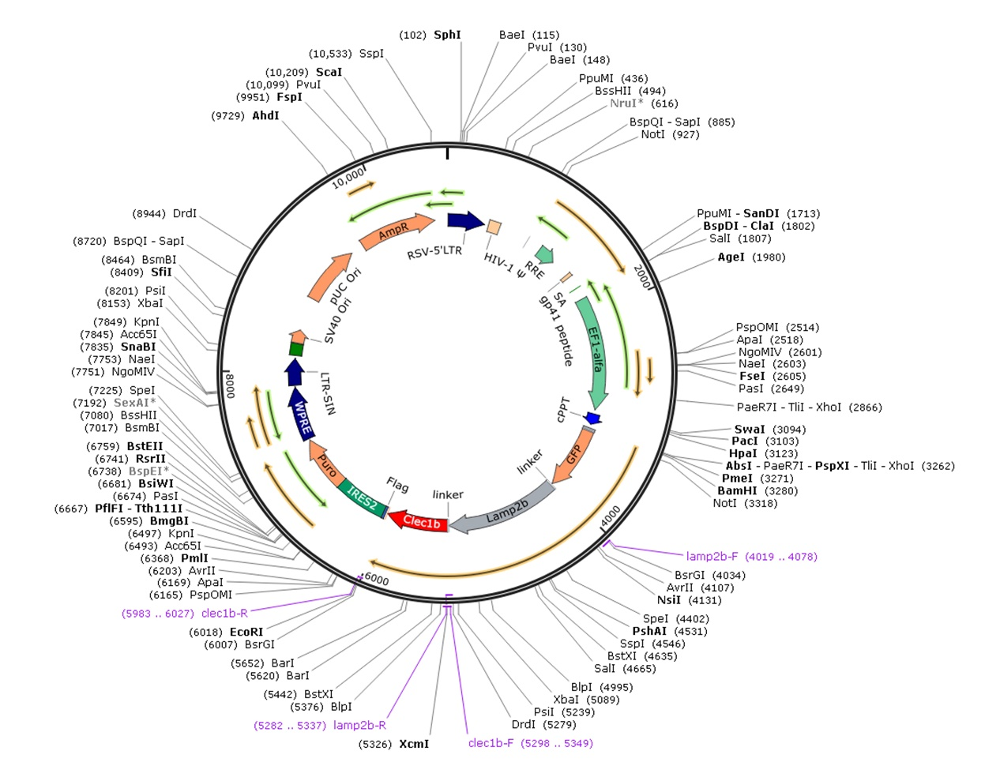 (102) SphI
BaeI (115)
PvuI (130)
BaeI (148)
(10,533) SspI
(10,209) ScaI
(10,099) PvuI
(9951) FspI
(9729) AhdI
PpuMI (436)
BssHII (494)
NruI* (616)
BspQI - SapI (885)
NotI (927)
PpuMI - SanDI (1713)
BspDI - ClaI (1802)
SalI (1807)
AgeI (1980)
PspOMI (2514)
ApaI (2518)
NgoMIV (2601)
NaeI (2603)
FseI (2605)
PasI (2649)
PaeR7I - TliI - XhoI (2866)
SwaI (3094)
PacI (3103)
HpaI (3123)
AbsI - PaeR7I - PspXI - TliI - XhoI (3262)
PmeI (3271)
BamHI (3280)
NotI (3318)
lamp2b-F (4019 .. 4078)
BsrGI (4034)
AvrII (4107)
NsiI (4131)
SpeI (4402)
PshAI (4531)
SspI (4546)
BstXI (4635)
SalI (4665)
BlpI (4995)
XbaI (5089)
PsiI (5239)
DrdI (5279)
clec1b-F (5298 .. 5349)
(5326) XcmI
(5282 .. 5337) lamp2b-R
(5376) BlpI
(5442) BstXI
(5620) BarI
(5652) BarI
(6007) BsrGI
(6018) EcoRI
(5983 .. 6027) clec1b-R
(6165) PspOMI
(6169) ApaI
(6203) AvrII
(6368) PmlI
(6493) Acc65I
(6497) KpnI
(6595) BmgBI
(6667) PflFI - Tth111I
(6674) PasI
(6681) BsiWI
(6738) BspEI*
(6741) RsrII
(6759) BstEII
(7017) BsmBI
(7080) BssHII
(7192) SexAI*
(7225) SpeI
(7751) NgoMIV
(7753) NaeI
(7835) SnaBI
(7845) Acc65I
(7849) KpnI
(8153) XbaI
(8201) PsiI
(8409) SfiI
(8464) BsmBI
(8720) BspQI - SapI
(8944) DrdI
10,000
2000
4000
6000
8000
AmpR
RSV-5'LTR
HIV-1 ψ
RRE
SA
gp41 peptide
EF1-alfa
cPPT
GFP
linker
Lamp2b
linker
Clec1b
Flag
IRES2
Puro
WPRE
LTR-SIN
SV40 Ori
pUC Ori